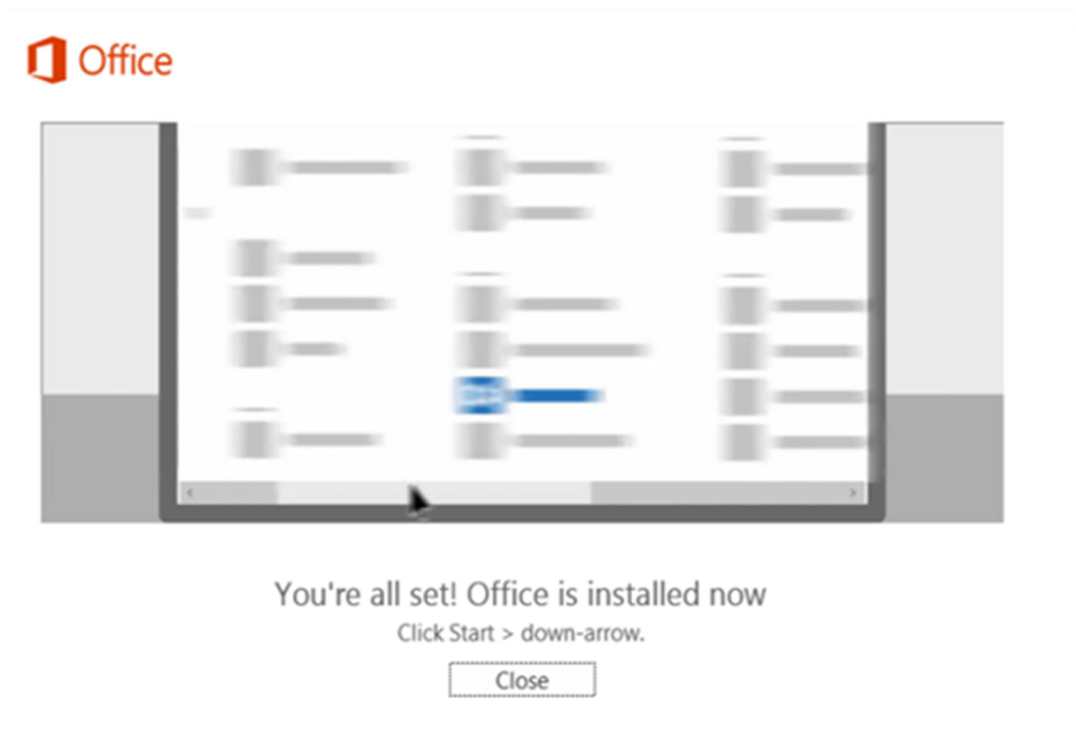 Office
You're all set! Office is installed now
Click Start > down-arrow.
Close